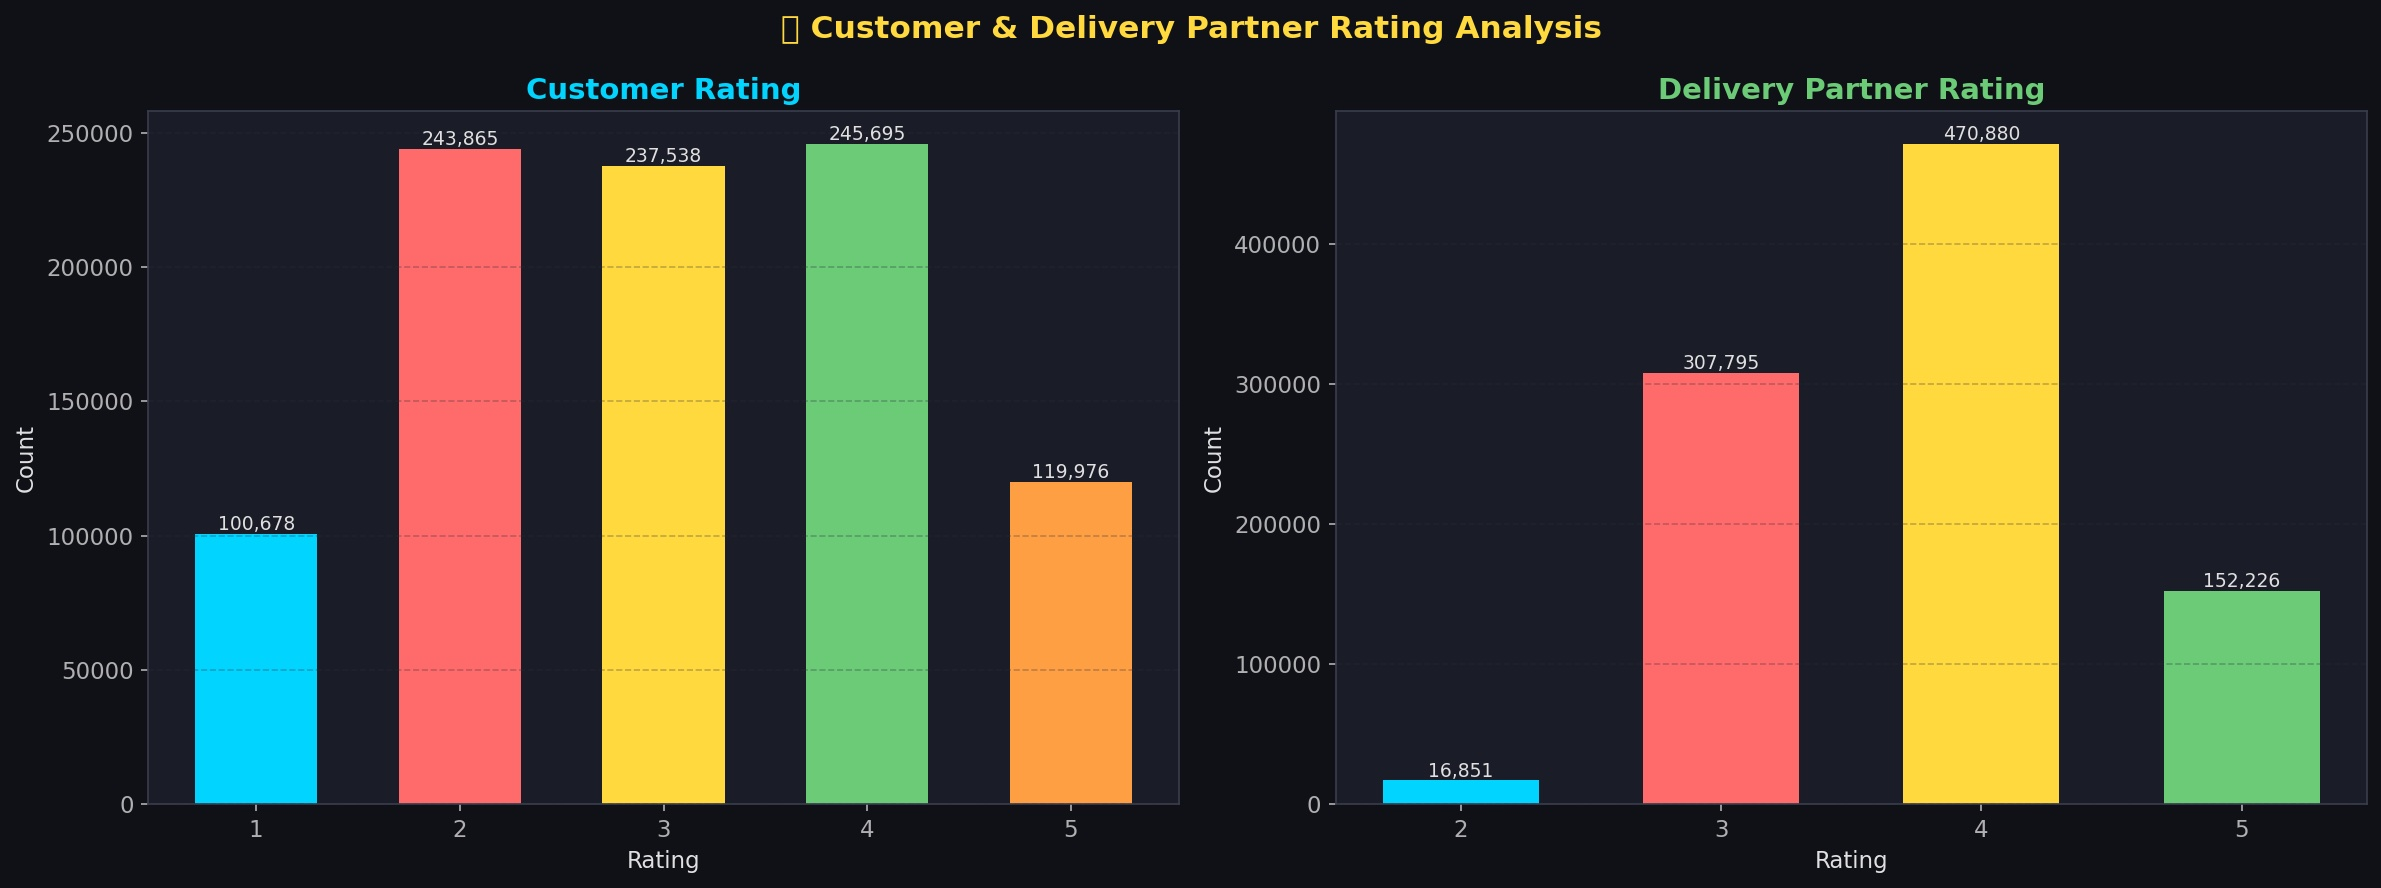 Customer & Delivery Partner Rating Analysis
Customer Rating
250000
200000
150000
100000
50000
0
Count
243,865
237,538
245,695
119,976
100,678
1 2 3 4 5
Rating
Delivery Partner Rating
400000
300000
200000
100000
0
Count
470,880
307,795
152,226
16,851
2 3 4 5
Rating